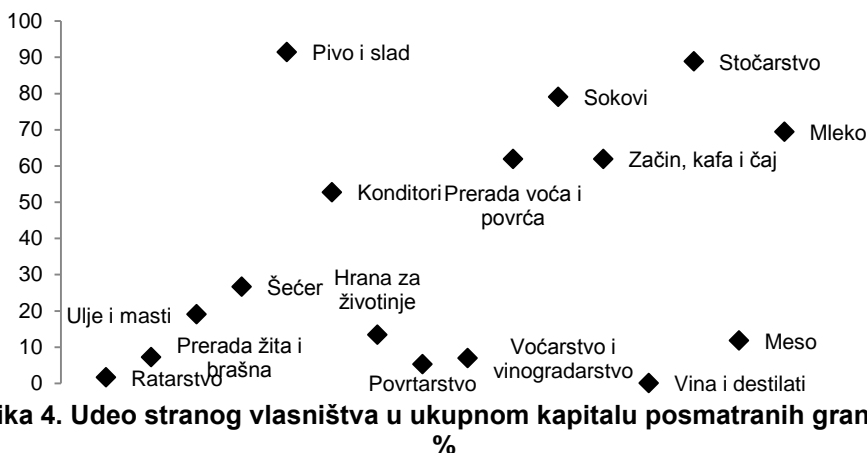 100
90
80
70
60
50
40
30
20
10
0
Pivo i slad
Stočarstvo
Sokovi
Mleko
Začin, kafa i čaj
Konditori
Prerada voća i
povrća
Šećer
Hrana za
životinje
Ulje i masti
Prerada žita i
brašna
Ratarstvo
Povrtarstvo
Voćarstvo i
vinogradarstvo
Meso
Vina i destilati
ika 4. Udeo stranog vlasništva u ukupnom kapitalu posmatranih gran
%